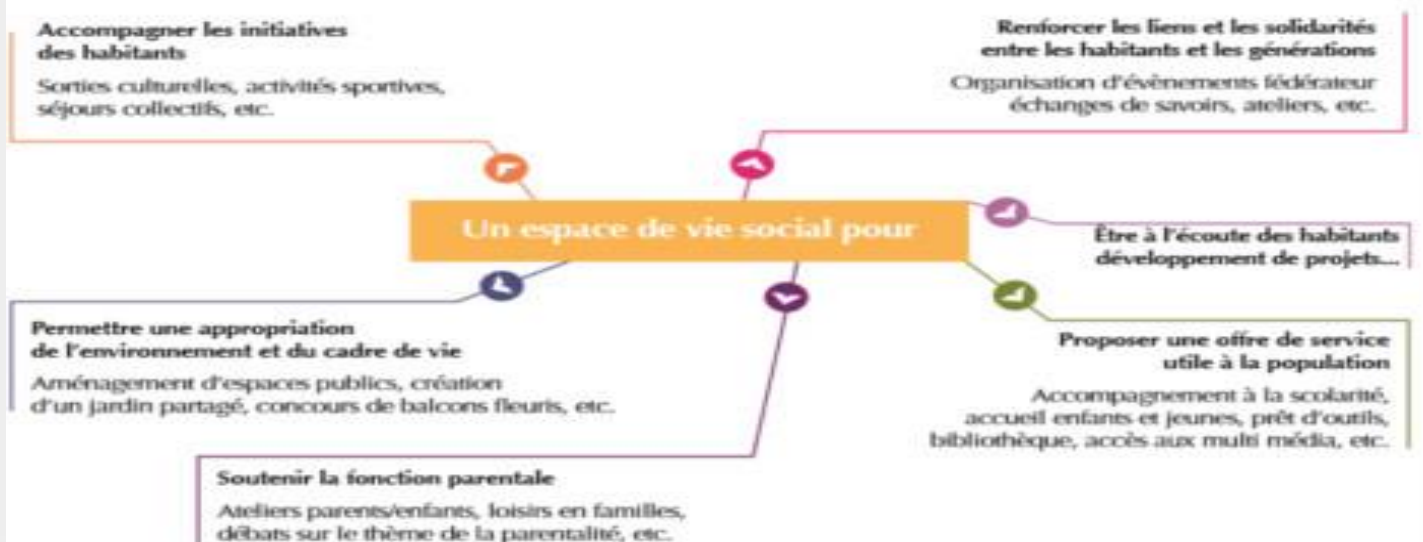 Accompagner les initiatives
des habitants
Sorties culturelles, activités sportives,
séjours collectifs, etc.
Renforcer les liens et les solidarités
entre les habitants et les générations
Organisation d'évènements fédérateur
échanges de savoirs, ateliers, etc.
Un espace de vie social pour
Être à l'écoute des habitants
développement de projets...
Permettre une appropriation
de l'environnement et du cadre de vie
Aménagement d'espaces publics, création
d'un jardin partagé, concours de balcons fleuris, etc.
Proposer une offre de service
utile à la population
Accompagnement à la scolarité,
accueil enfants et jeunes, prêt d'outils,
bibliothèque, accès aux multi média, etc.
Soutenir la fonction parentale
Ateliers parents/enfants, loisirs en familles,
débats sur le thème de la parentalité, etc.